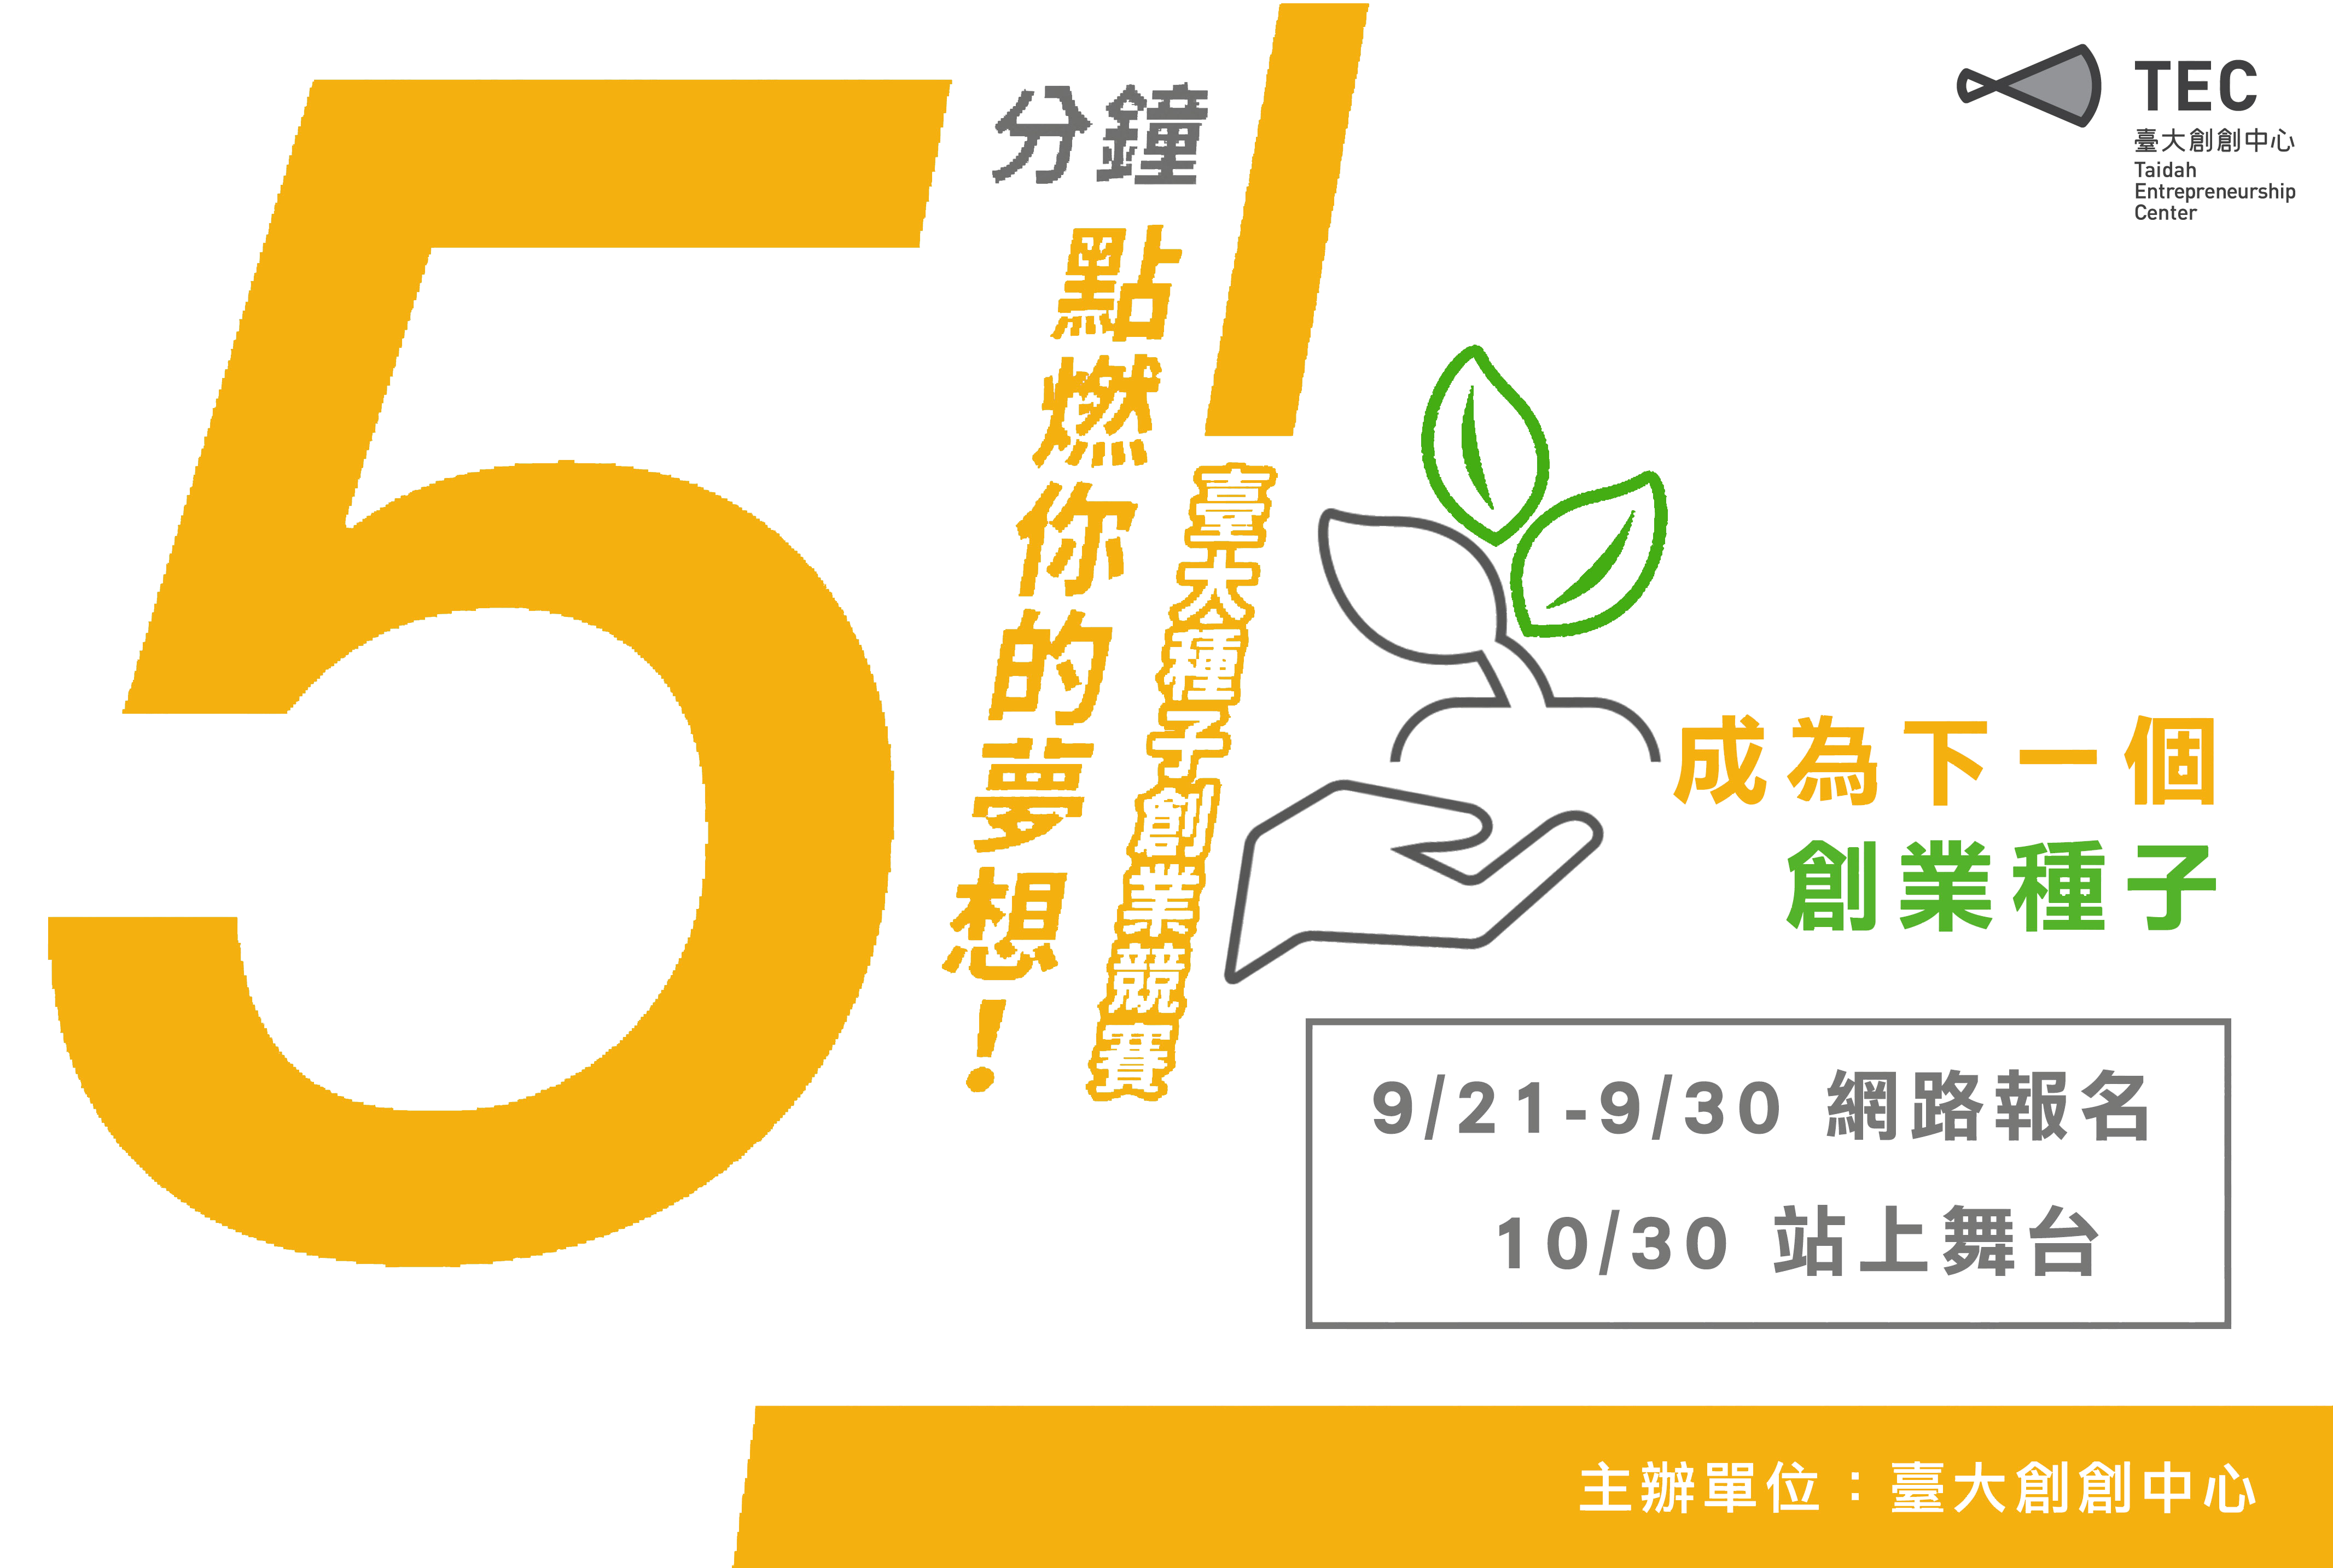 5分鐘
點燃你的夢想！
臺大種子創業競賽
TEC
臺大創創中心
Taidah
Entrepreneurship
Center
成為下一個
創業種子
9/21-9/30 網路報名
10/30 站上舞台
主辦單位：臺大創創中心